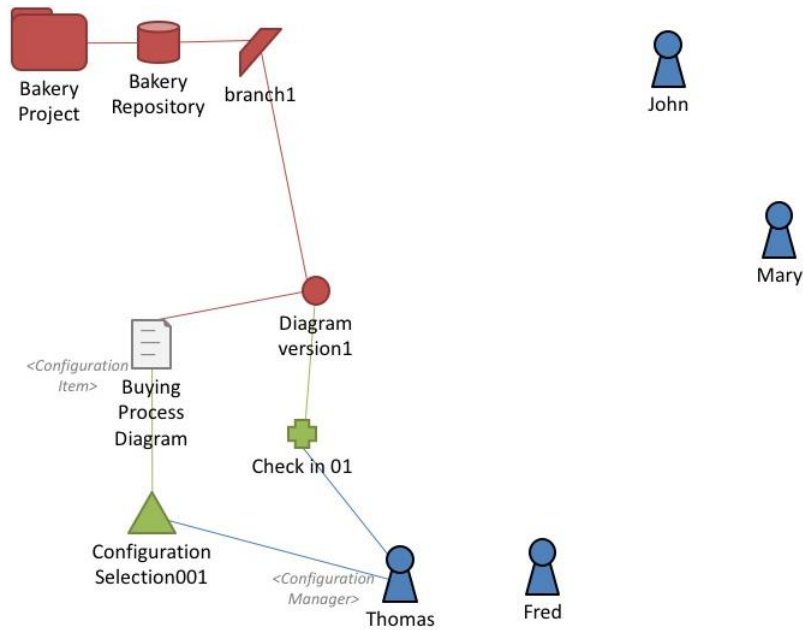 Bakery
Project
Bakery
Repository
branch1
John
Mary
Diagram
version1
<Configuration
Item>
Buying
Process
Diagram
Check in 01
Configuration
Selection001
<Configuration
Manager>
Thomas
Fred